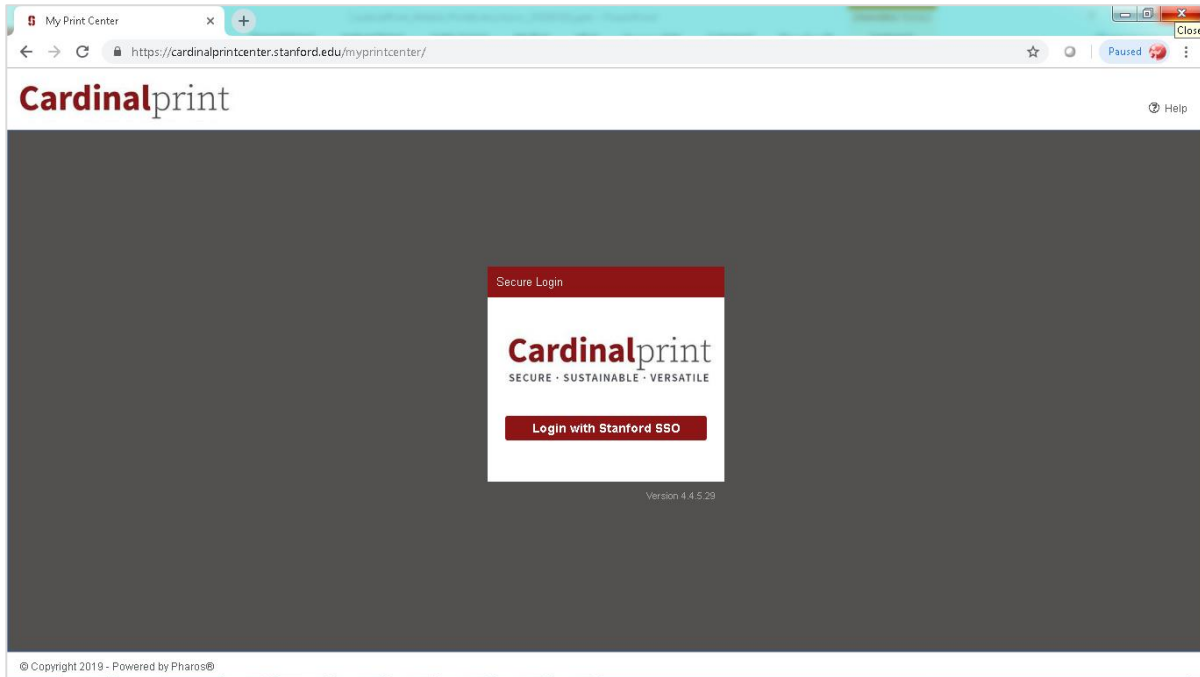 My Print Center
Close
https://cardinalprintcenter.stanford.edu/myprintcenter/
Paused
Cardinalprint
Help
Secure Login
Cardinalprint
SECURE · SUSTAINABLE · VERSATILE
Login with Stanford SSO
Version 4.4.5.29
© Copyright 2019 - Powered by Pharos®